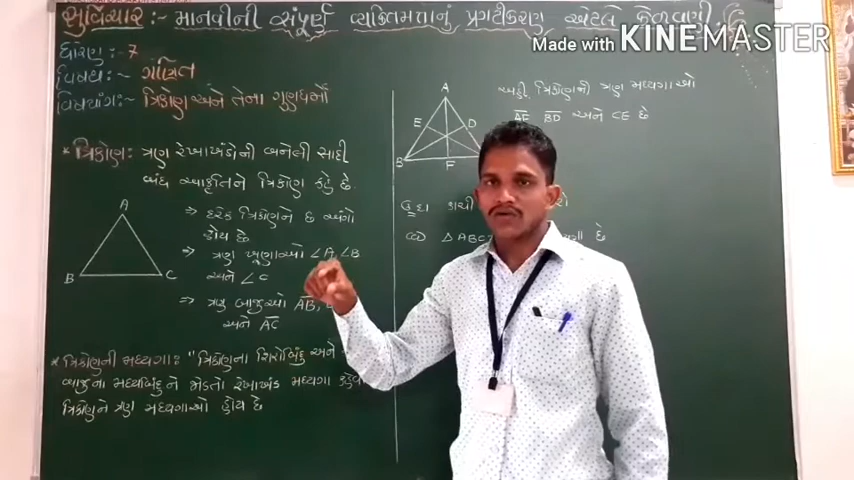 સુવિચાર :- માનવીની સંપૂર્ણ વ્યક્તિમત્તાનું પ્રગટીકરણ એટલે કેળવણી.
Made with KINEMASTER
ધોરણ :- 7
વિષય :- ગણિત
વિષયાંગ :- ત્રિકોણ અને તેના ગુણધર્મો
* ત્રિકોણ : ત્રણ રેખાખંડોની બનેલી સાદી
બંધ આકૃતિને ત્રિકોણ કહે છે.
A
B
C
⇒ દરેક ત્રિકોણને છ અંગો
હોય છે
⇒ ત્રણ ખૂણાઓ ∠A, ∠B
અને ∠C
⇒ ત્રણ બાજુઓ AB,
અને AC
* ત્રિકોણની મધ્યગા : "ત્રિકોણના શિરોબિંદુ અને
બાજુના મધ્યબિંદુ ને જોડતો રેખાખંડ મધ્યગા
ત્રિકોણને ત્રણ મધ્યગાઓ હોય છે
A
E
D
B
F
અહીં ત્રિકોણની ત્રણ મધ્યગાઓ
AF BD અને CE છે
△ABC
છે